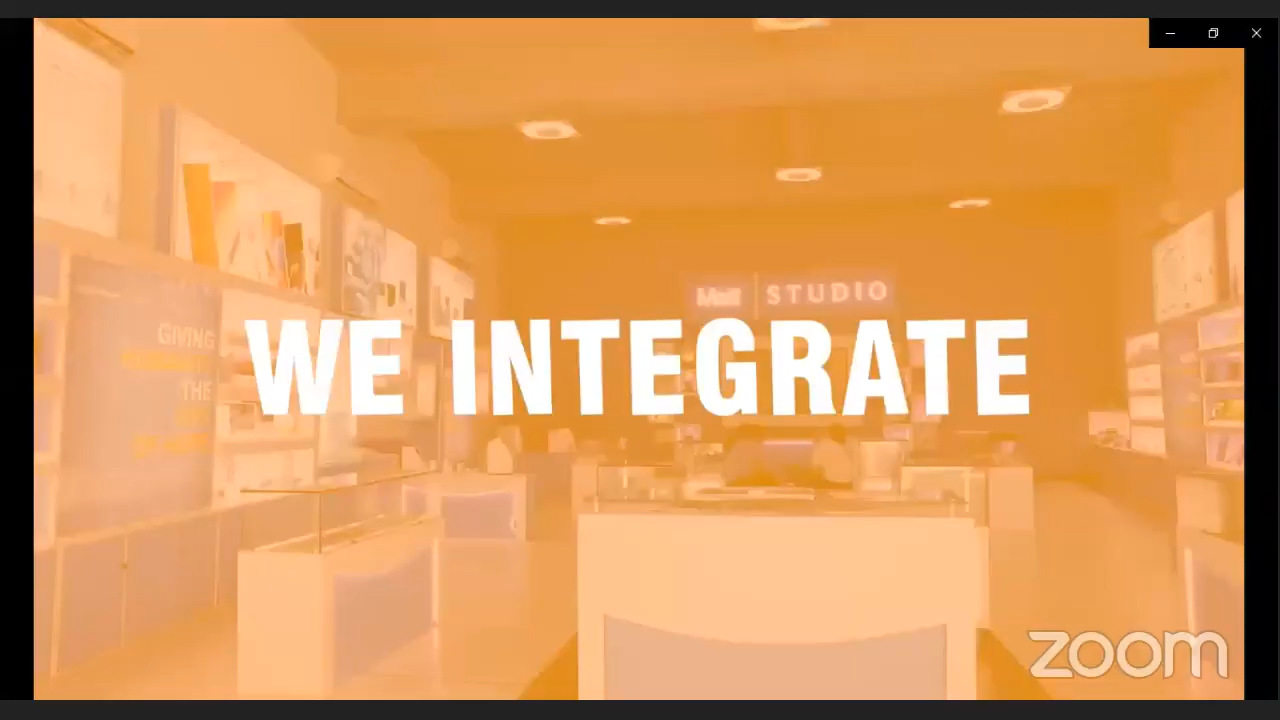 STUDIO
WE INTEGRATE
GIVING
THE
zoom